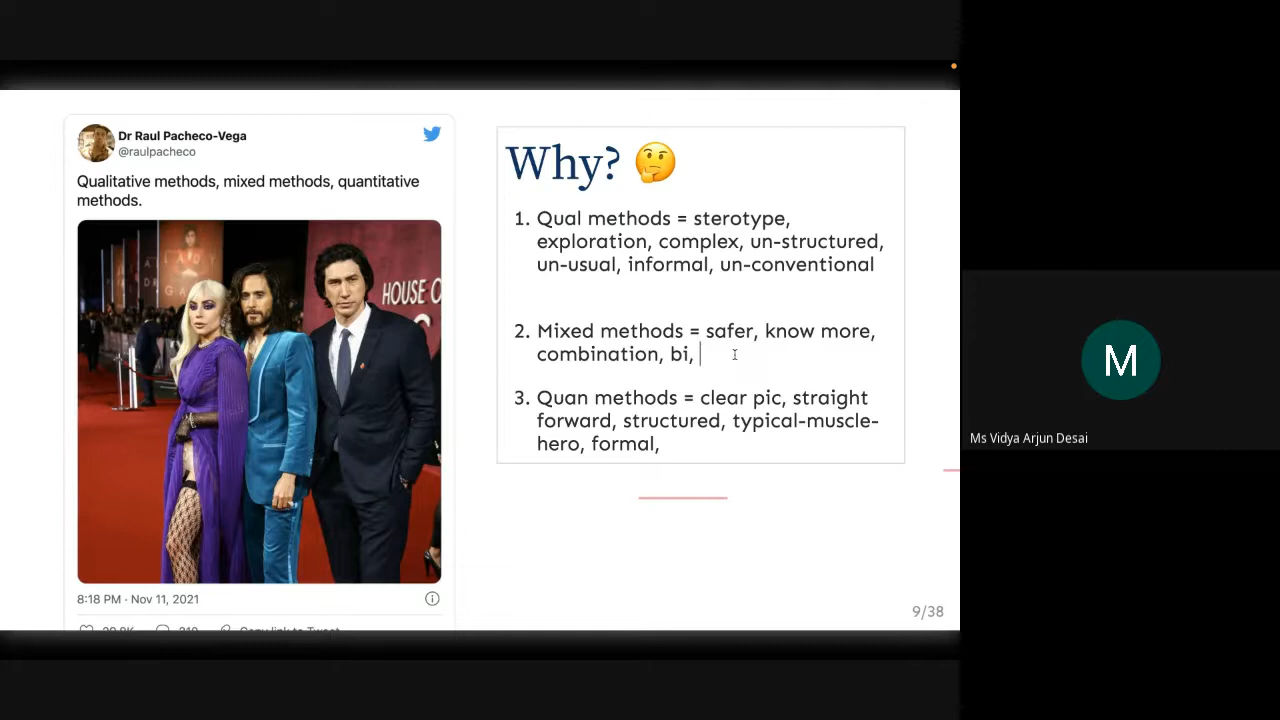 Dr Raul Pacheco-Vega
@raulpacheco
Qualitative methods, mixed methods, quantitative
methods.
HOUSE O
8:18 PM · Nov 11, 2021
Why? 🤔
1. Qual methods = sterotype,
exploration, complex, un-structured,
un-usual, informal, un-conventional
2. Mixed methods = safer, know more,
combination, bi,
3. Quan methods = clear pic, straight
forward, structured, typical-muscle-
hero, formal,
9/38
M
Ms Vidya Arjun Desai